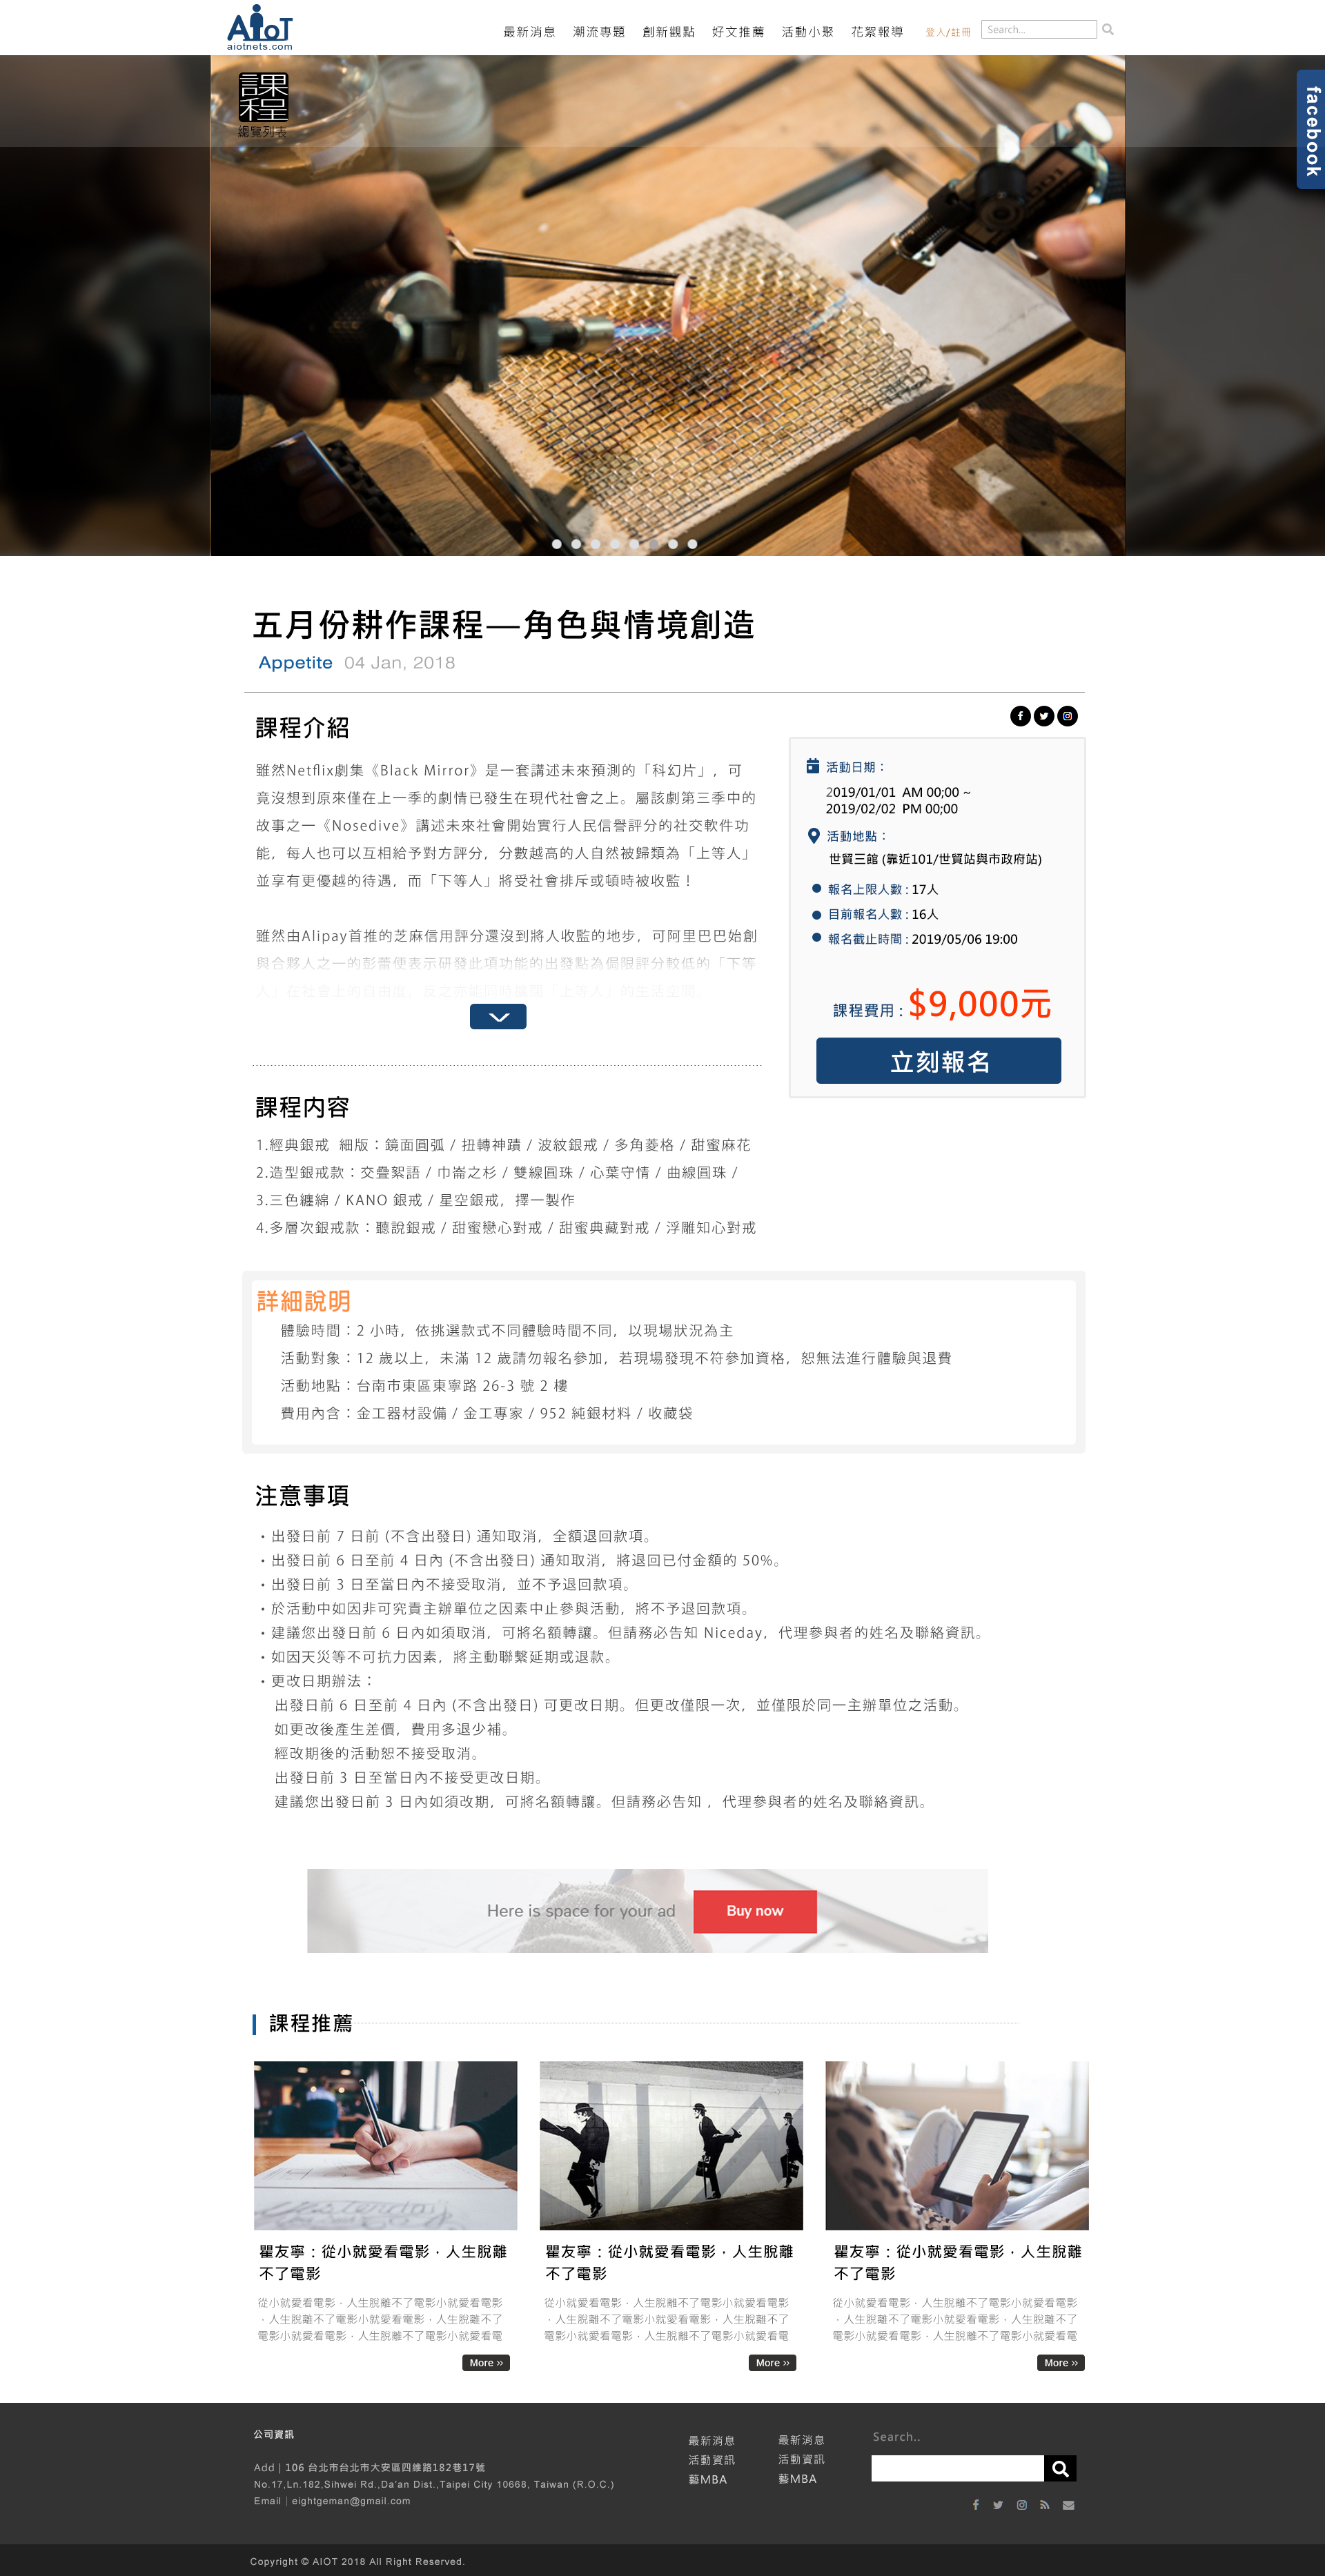 AIoT
aiotnets.com
最新消息 潮流專題 創新觀點 好文推薦 活動小聚 花絮報導 登入/註冊 Search...
課程
總覽列表
facebook
五月份耕作課程—角色與情境創造
Appetite 04 Jan, 2018
課程介紹
雖然Netflix劇集《Black Mirror》是一套講述未來預測的「科幻片」，可
竟沒想到原來僅在上一季的劇情已發生在現代社會之上。屬該劇第三季中的
故事之一《Nosedive》講述未來社會開始實行人民信譽評分的社交軟件功
能，每人也可以互相給予對方評分，分數越高的人自然被歸類為「上等人」
並享有更優越的待遇，而「下等人」將受社會排斥或頓時被收監！
雖然由Alipay首推的芝麻信用評分還沒到將人收監的地步，可阿里巴巴始創
與合夥人之一的彭蕾便表示研發此項功能的出發點為侷限評分較低的「下等
人」在社會上的自由度，反之亦能
活動日期：
2019/01/01 AM 00;00 ~
2019/02/02 PM 00;00
活動地點：
世貿三館 (靠近101/世貿站與市政府站)
報名上限人數 : 17人
目前報名人數 : 16人
報名截止時間 : 2019/05/06 19:00
課程費用 : $9,000元
立刻報名
課程內容
1.經典銀戒 細版：鏡面圓弧 / 扭轉神蹟 / 波紋銀戒 / 多角菱格 / 甜蜜麻花
2.造型銀戒款：交疊絮語 / 巾崙之杉 / 雙線圓珠 / 心葉守情 / 曲線圓珠 /
3.三色纏綿 / KANO 銀戒 / 星空銀戒，擇一製作
4.多層次銀戒款：聽說銀戒 / 甜蜜戀心對戒 / 甜蜜典藏對戒 / 浮雕知心對戒
詳細說明
體驗時間：2 小時，依挑選款式不同體驗時間不同，以現場狀況為主
活動對象：12 歲以上，未滿 12 歲請勿報名參加，若現場發現不符參加資格，恕無法進行體驗與退費
活動地點：台南市東區東寧路 26-3 號 2 樓
費用內含：金工器材設備 / 金工專家 / 952 純銀材料 / 收藏袋
注意事項
• 出發日前 7 日前 (不含出發日) 通知取消，全額退回款項。
• 出發日前 6 日至前 4 日內 (不含出發日) 通知取消，將退回已付金額的 50%。
• 出發日前 3 日至當日內不接受取消，並不予退回款項。
• 於活動中如因非可究責主辦單位之因素中止參與活動，將不予退回款項。
• 建議您出發日前 6 日內如須取消，可將名額轉讓。但請務必告知 Niceday，代理參與者的姓名及聯絡資訊。
• 如因天災等不可抗力因素，將主動聯繫延期或退款。
• 更改日期辦法：
出發日前 6 日至前 4 日內 (不含出發日) 可更改日期。但更改僅限一次，並僅限於同一主辦單位之活動。
如更改後產生差價，費用多退少補。
經改期後的活動恕不接受取消。
出發日前 3 日至當日內不接受更改日期。
建議您出發日前 3 日內如須改期，可將名額轉讓。但請務必告知 ，代理參與者的姓名及聯絡資訊。
Here is space for your ad Buy now
課程推薦
瞿友寧：從小就愛看電影．人生脫離
不了電影
從小就愛看電影．人生脫離不了電影小就愛看電影
．人生脫離不了電影小就愛看電影．人生脫離不了
電影小就愛看電影．人生脫離不了電影小就愛看電
More ››
瞿友寧：從小就愛看電影．人生脫離
不了電影
從小就愛看電影．人生脫離不了電影小就愛看電影
．人生脫離不了電影小就愛看電影．人生脫離不了
電影小就愛看電影．人生脫離不了電影小就愛看電
More ››
瞿友寧：從小就愛看電影．人生脫離
不了電影
從小就愛看電影．人生脫離不了電影小就愛看電影
．人生脫離不了電影小就愛看電影．人生脫離不了
電影小就愛看電影．人生脫離不了電影小就愛看電
More ››
公司資訊
Add | 106 台北市台北市大安區四維路182巷17號
No.17,Ln.182,Sihwei Rd.,Da'an Dist.,Taipei City 10668, Taiwan (R.O.C.)
Email | eightgeman@gmail.com
最新消息
活動資訊
藝MBA
最新消息
活動資訊
藝MBA
Search..
Copyright © AIOT 2018 All Right Reserved.